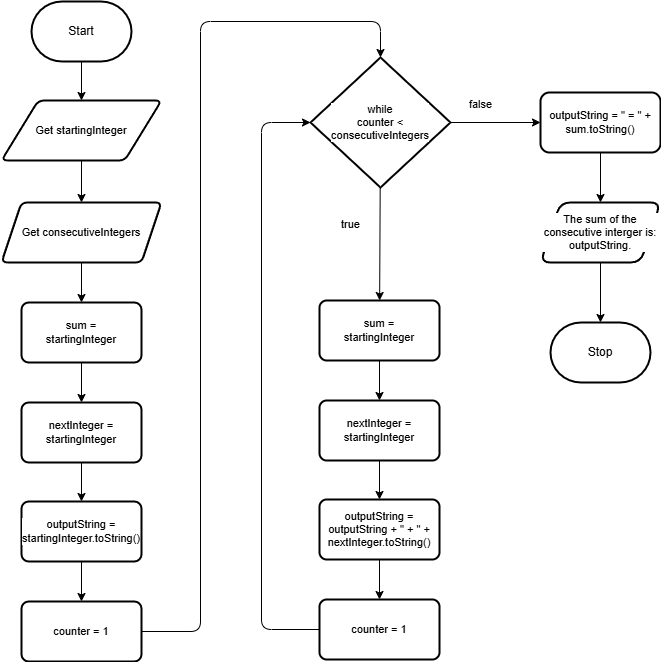 Start
Get startingInteger
Get consecutiveIntegers
sum =
startingInteger
nextInteger =
startingInteger
outputString =
startingInteger.toString()
counter = 1
while
counter <
consecutiveIntegers
true
false
sum =
startingInteger
nextInteger =
startingInteger
outputString =
outputString + " + " +
nextInteger.toString()
counter = 1
outputString = " = " +
sum.toString()
The sum of the
consecutive interger is:
outputString.
Stop